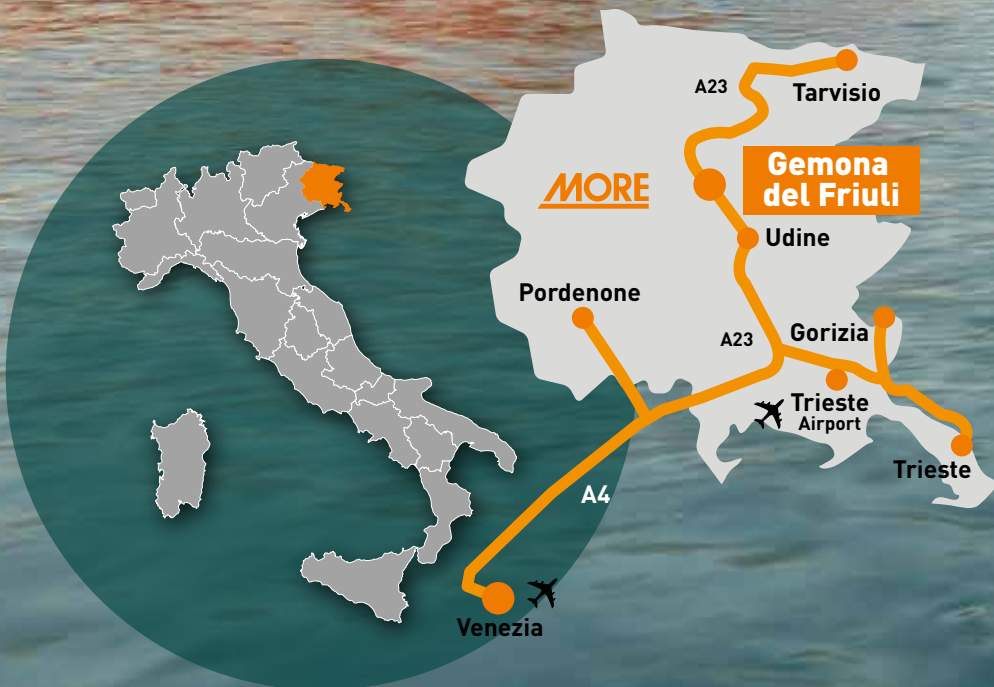 A23
Tarvisio
Gemona
del Friuli
MORE
Udine
Pordenone
A23
Gorizia
Trieste
Airport
Trieste
A4
Venezia